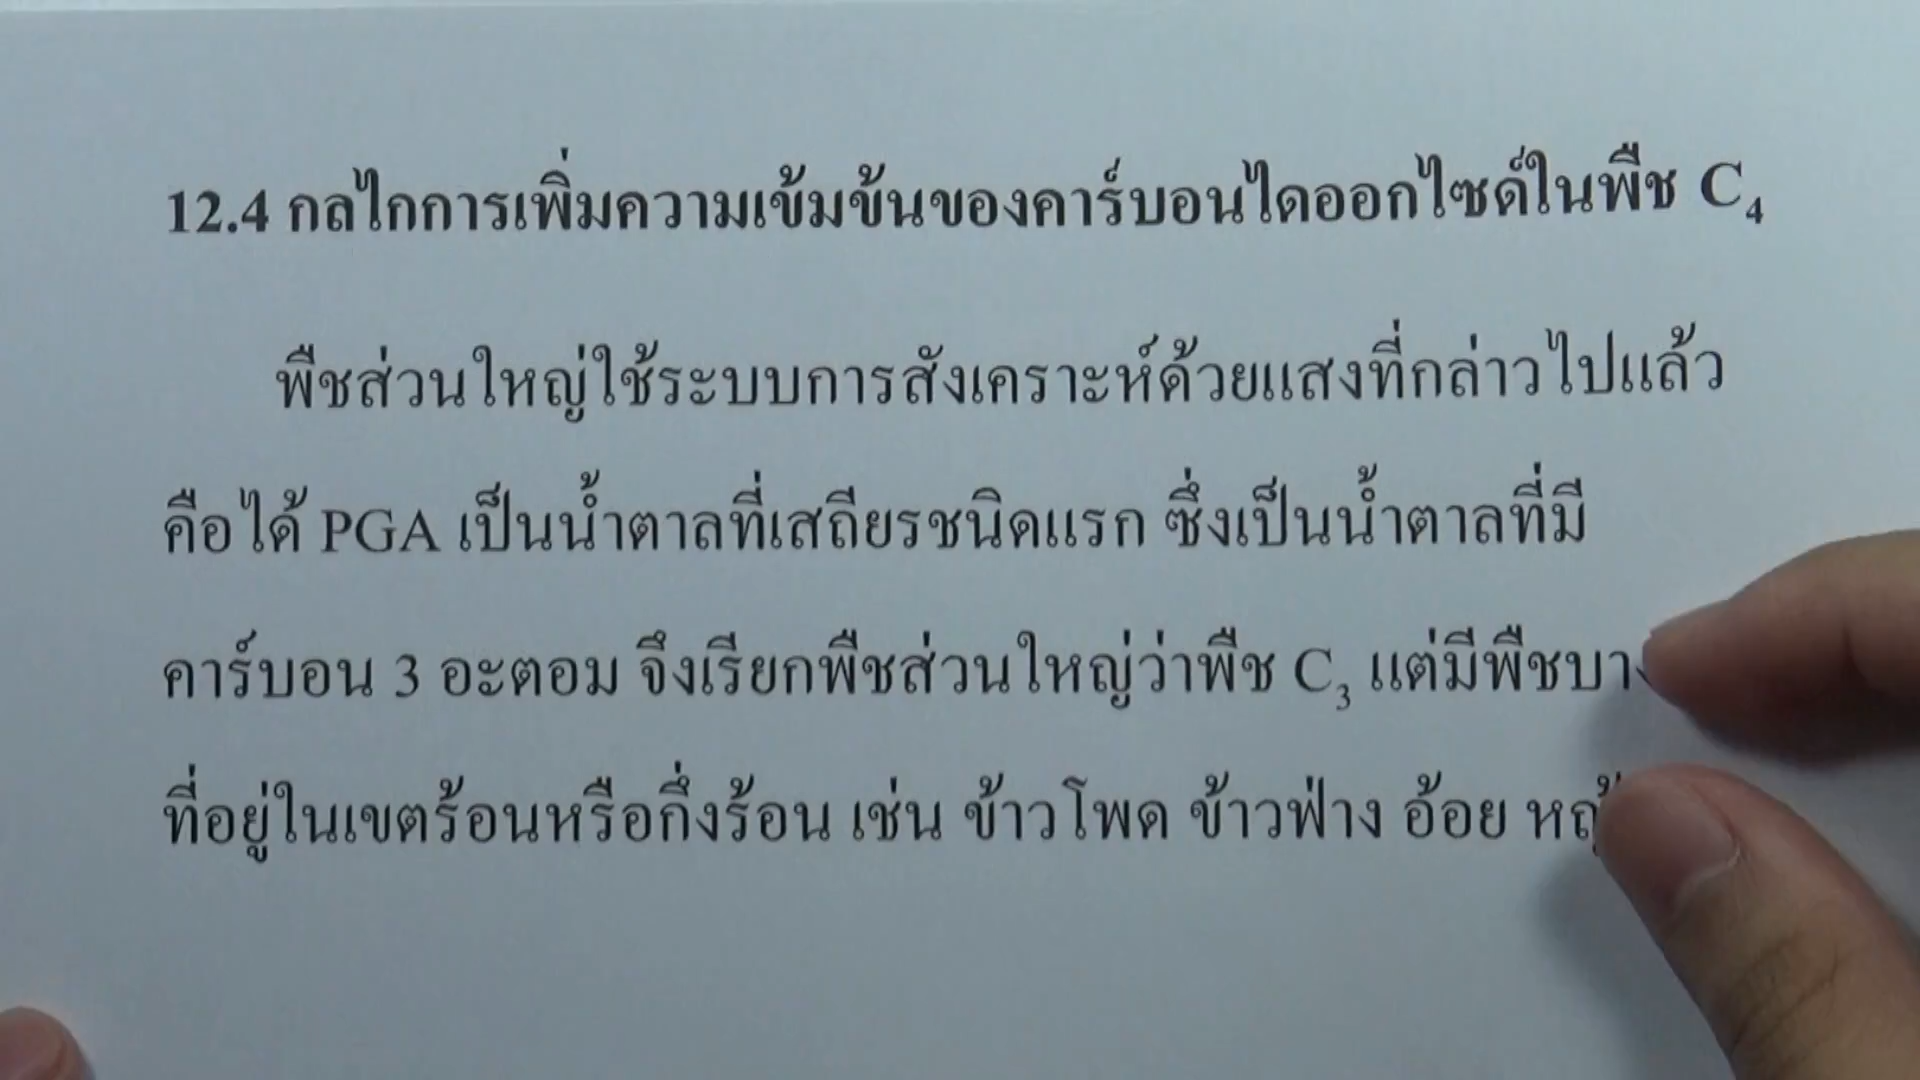 12.4 กลไกการเพิ่มความเข้มข้นของคาร์บอนไดออกไซด์ในพืช C₄
พืชส่วนใหญ่ใช้ระบบการสังเคราะห์ด้วยแสงที่กล่าวไปแล้ว
คือได้ PGA เป็นน้ำตาลที่เสถียรชนิดแรก ซึ่งเป็นน้ำตาลที่มี
คาร์บอน 3 อะตอม จึงเรียกพืชส่วนใหญ่ว่าพืช C₃ แต่มีพืช
ที่อยู่ในเขตร้อนหรือกึ่งร้อน เช่น ข้าวโพด ข้าวฟ่าง อ้อย